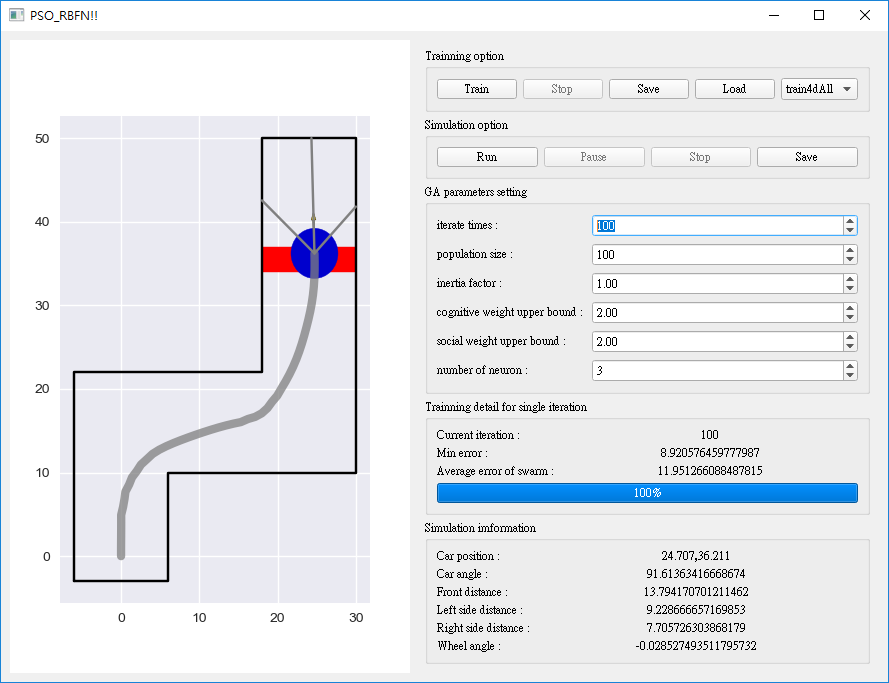 PSO_RBFN!!
50
40
30
20
10
0
0 10 20 30
Trainning option
Train Stop Save Load train4dAll
Simulation option
Run Pause Stop Save
GA parameters setting
iterate times : 100
population size : 100
inertia factor : 1.00
cognitive weight upper bound : 2.00
social weight upper bound : 2.00
number of neuron : 3
Trainning detail for single iteration
Current iteration : 100
Min error : 8.920576459777987
Average error of swarm : 11.951266088487815
100%
Simulation imformation
Car position : 24.707,36.211
Car angle : 91.61363416668674
Front distance : 13.794170701211462
Left side distance : 9.228666657169853
Right side distance : 7.705726303868179
Wheel angle : -0.028527493511795732